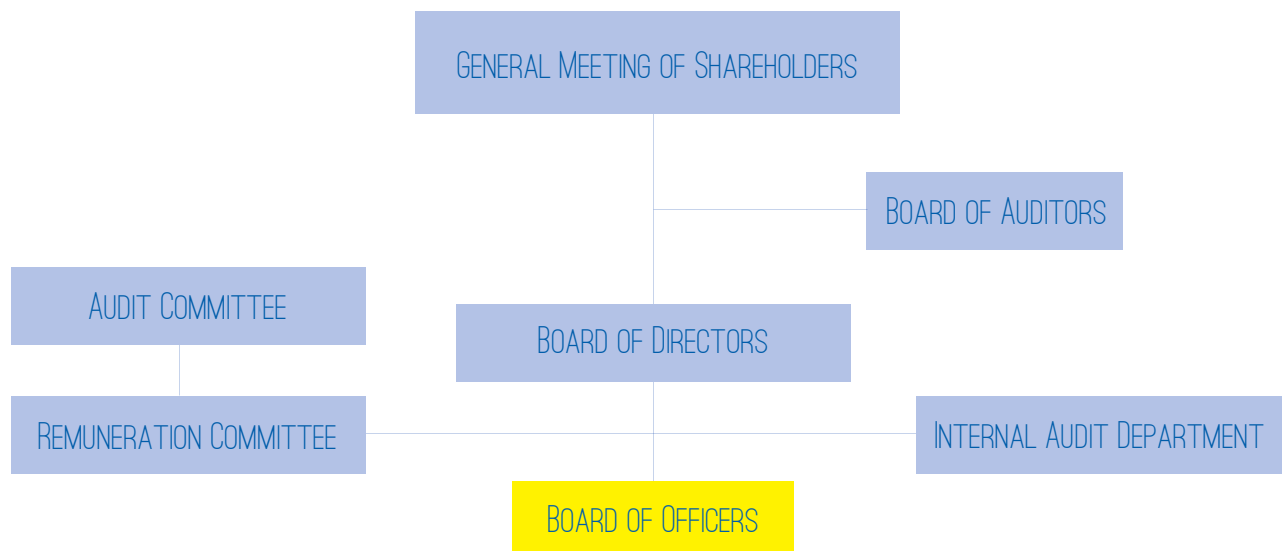 General Meeting of Shareholders
Board of Auditors
Audit Committee
Board of Directors
Remuneration Committee
Internal Audit Department
Board of Officers